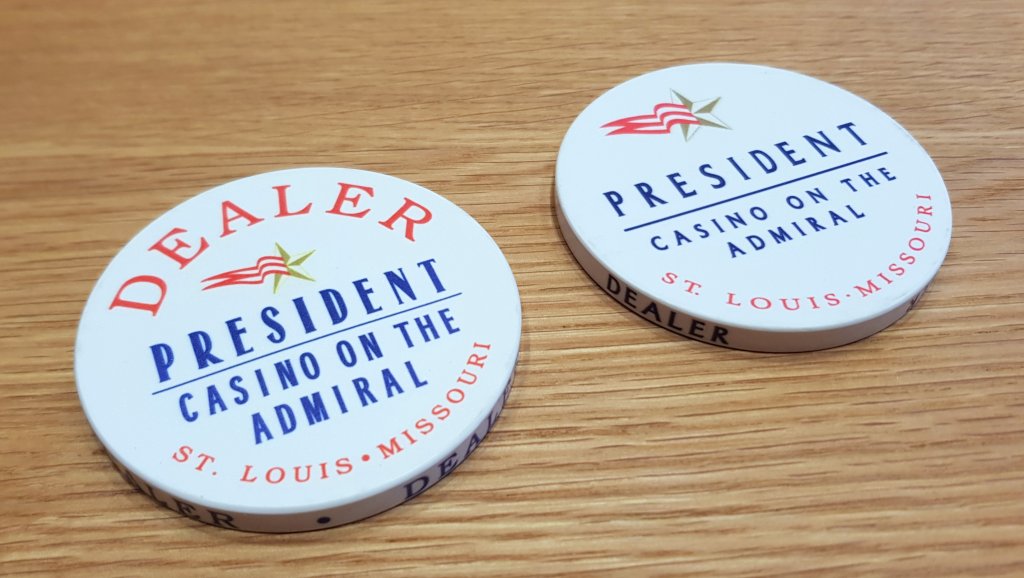 DEALER
PRESIDENT
CASINO ON THE
ADMIRAL
ST. LOUIS • MISSOURI
DEALER • DEALER
PRESIDENT
CASINO ON THE
ADMIRAL
ST. LOUIS · MISSOURI
DEALER